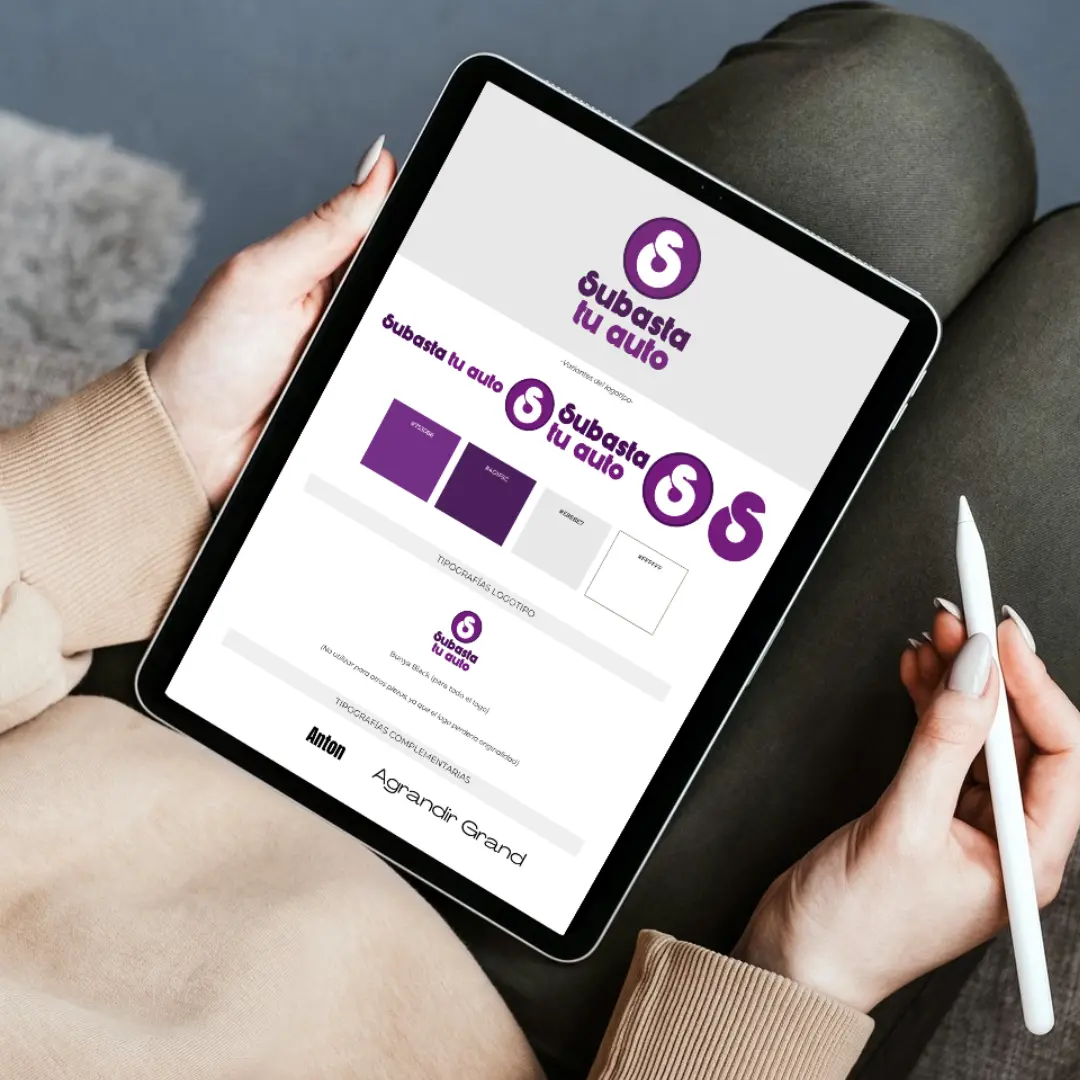 Subasta
tu auto
-Variantes del logotipo-
Subasta tu auto
Subasta
tu auto
#E8E8E7
#FFFFFF
TIPOGRAFÍAS LOGOTIPO
Subasta
tu auto
Bunya Black (para todo el logo)
(No utilizar para otras piezas ya que el logo perdería originalidad)
TIPOGRAFÍAS COMPLEMENTARIAS
Anton
Agrandir Grand